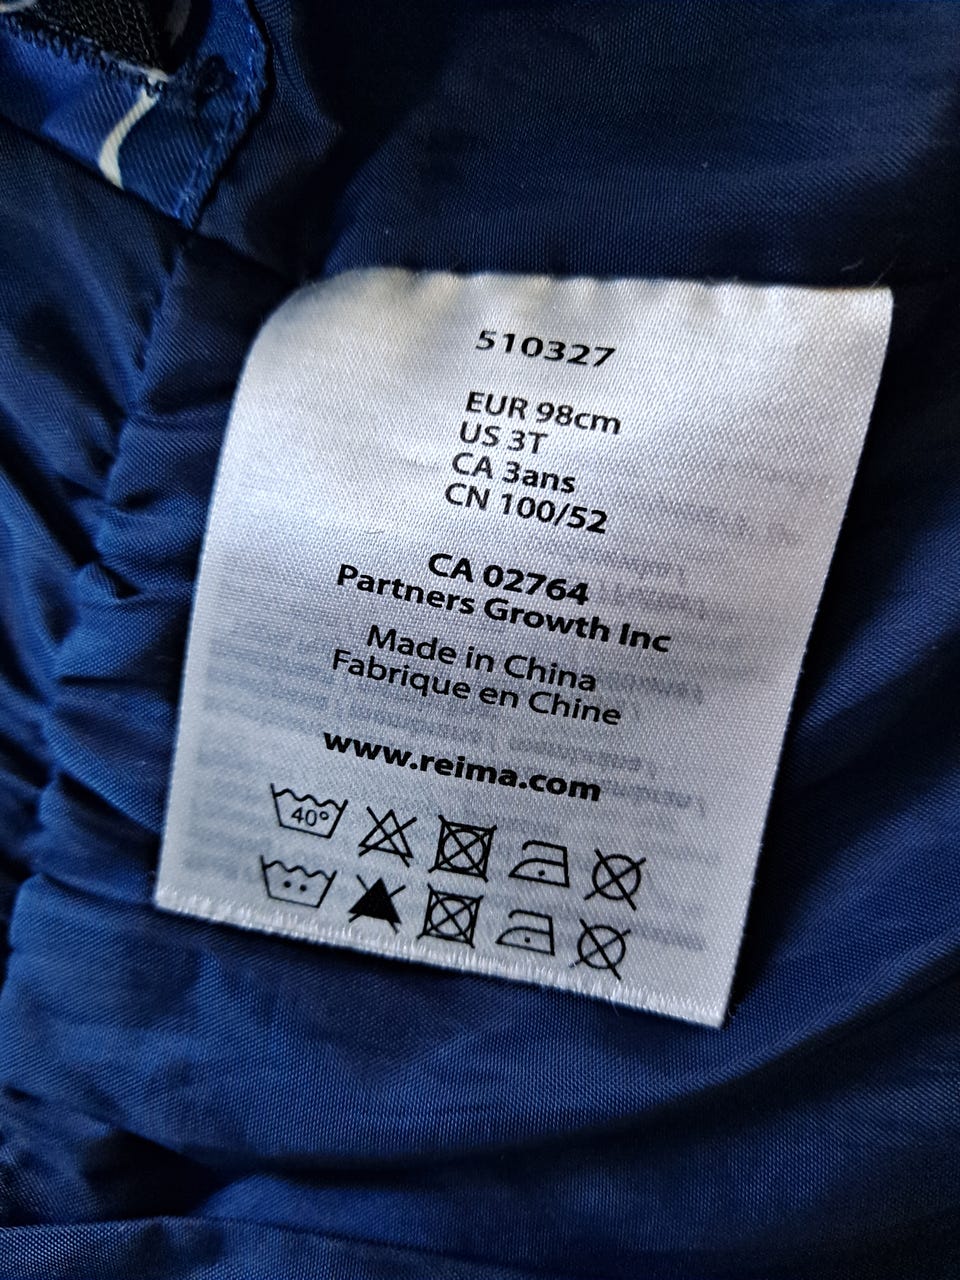 510327
EUR 98cm
US 3T
CA 3ans
CN 100/52
CA 02764
Partners Growth Inc
Made in China
Fabrique en Chine
www.reima.com
40°